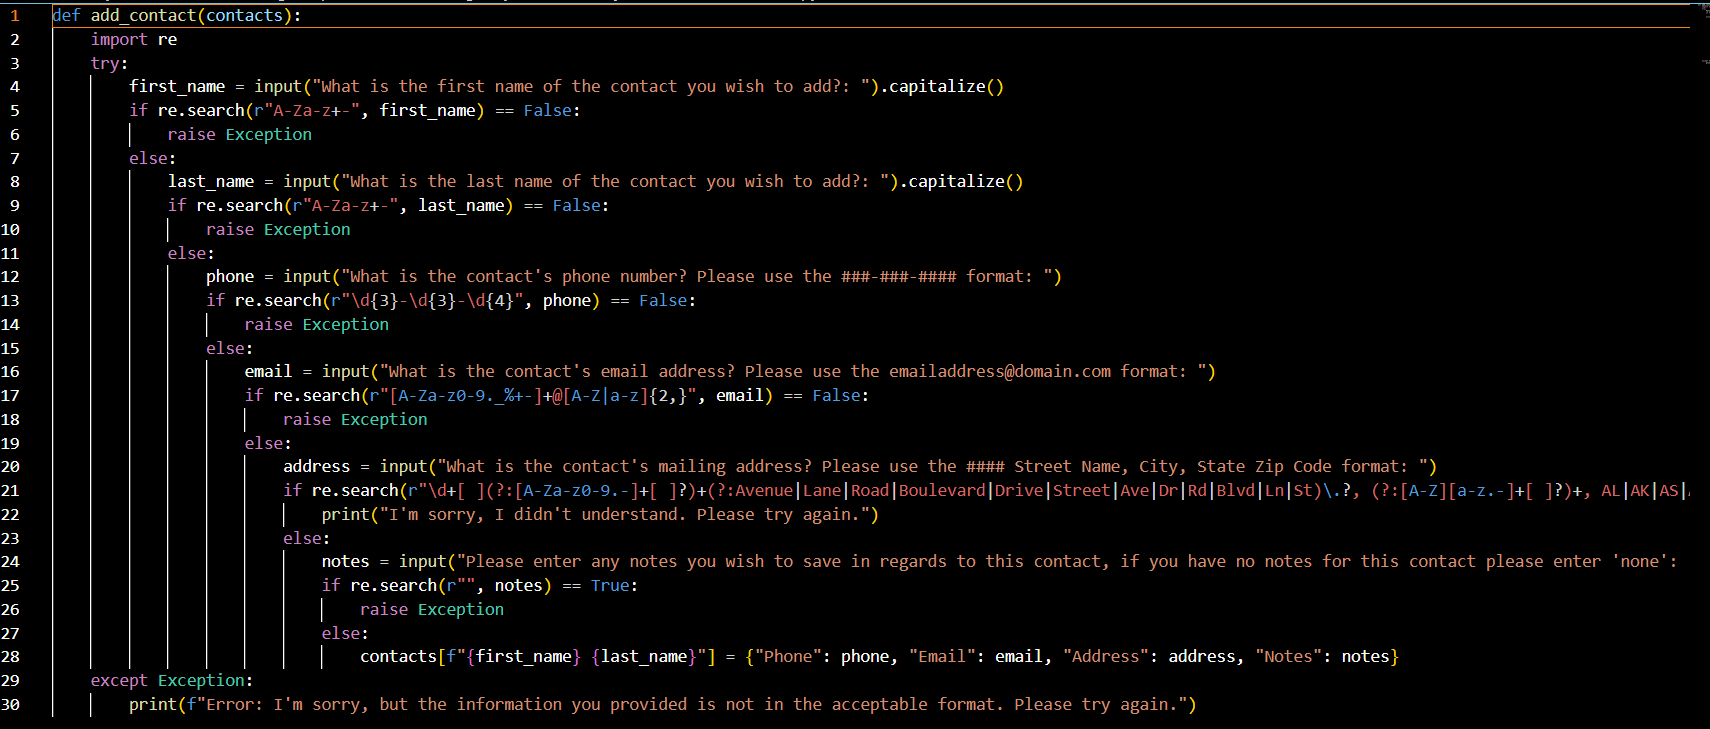 1 def add_contact(contacts):
2     import re
3     try:
4         first_name = input("What is the first name of the contact you wish to add?: ").capitalize()
5         if re.search(r"A-Za-z+-", first_name) == False:
6             raise Exception
7         else:
8             last_name = input("What is the last name of the contact you wish to add?: ").capitalize()
9             if re.search(r"A-Za-z+-", last_name) == False:
10                 raise Exception
11             else:
12                 phone = input("What is the contact's phone number? Please use the ###-###-#### format: ")
13                 if re.search(r"\d{3}-\d{3}-\d{4}", phone) == False:
14                     raise Exception
15                 else:
16                     email = input("What is the contact's email address? Please use the emailaddress@domain.com format: ")
17                     if re.search(r"[A-Za-z0-9._%+-]+@[A-Z|a-z]{2,}", email) == False:
18                         raise Exception
19                     else:
20                         address = input("What is the contact's mailing address? Please use the #### Street Name, City, State Zip Code format: ")
21                         if re.search(r"\d+[ ](?:[A-Za-z0-9.-]+[ ]?)+(?:Avenue|Lane|Road|Boulevard|Drive|Street|Ave|Dr|Rd|Blvd|Ln|St)\.?, (?:[A-Z][a-z.-]+[ ]?)+, AL|AK|AS|
22                             print("I'm sorry, I didn't understand. Please try again.")
23                         else:
24                             notes = input("Please enter any notes you wish to save in regards to this contact, if you have no notes for this contact please enter 'none':
25                             if re.search(r"", notes) == True:
26                                 raise Exception
27                             else:
28                                 contacts[f"{first_name} {last_name}"] = {"Phone": phone, "Email": email, "Address": address, "Notes": notes}
29     except Exception:
30         print(f"Error: I'm sorry, but the information you provided is not in the acceptable format. Please try again.")